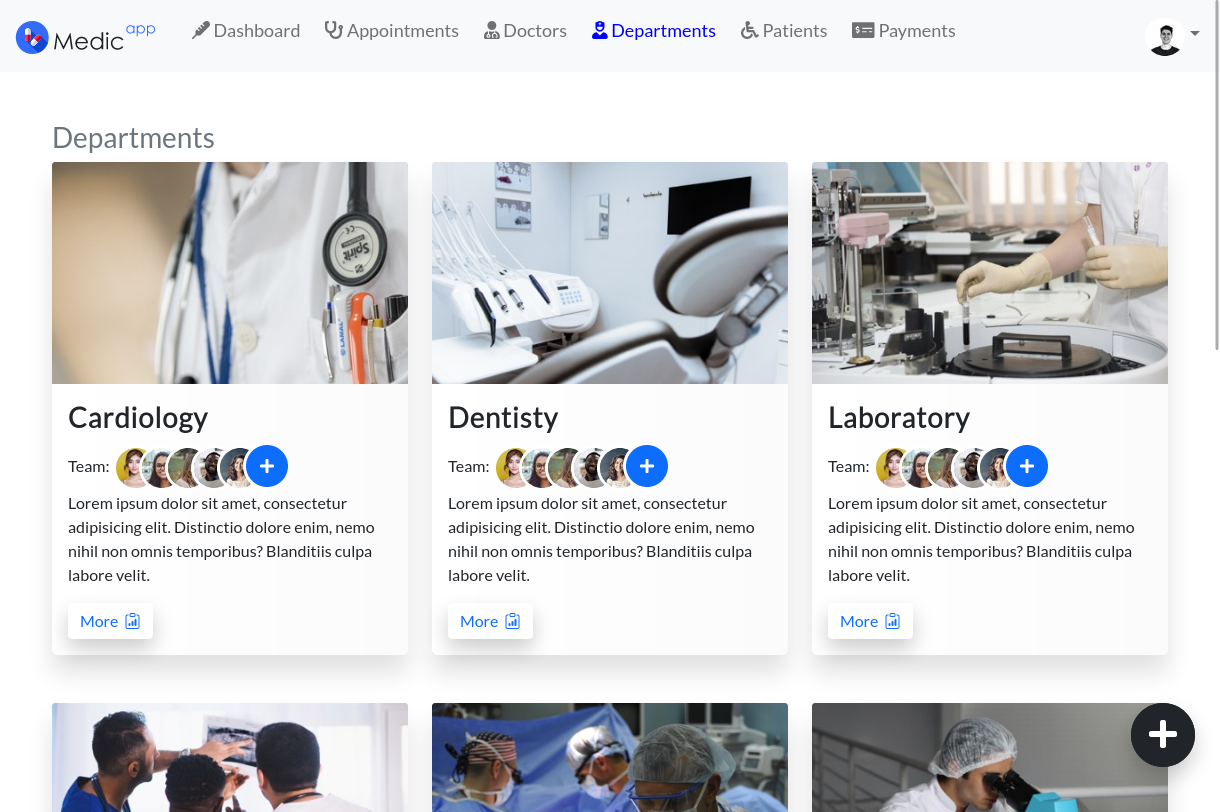 Medic app
Dashboard
Appointments
Doctors
Departments
Patients
Payments
Departments
Spirit
Cardiology
Dentisty
Laboratory
Team:
Team:
Team:
Lorem ipsum dolor sit amet, consectetur
adipisicing elit. Distinctio dolore enim, nemo
nihil non omnis temporibus? Blanditiis culpa
labore velit.
Lorem ipsum dolor sit amet, consectetur
adipisicing elit. Distinctio dolore enim, nemo
nihil non omnis temporibus? Blanditiis culpa
labore velit.
Lorem ipsum dolor sit amet, consectetur
adipisicing elit. Distinctio dolore enim, nemo
nihil non omnis temporibus? Blanditiis culpa
labore velit.
More
More
More